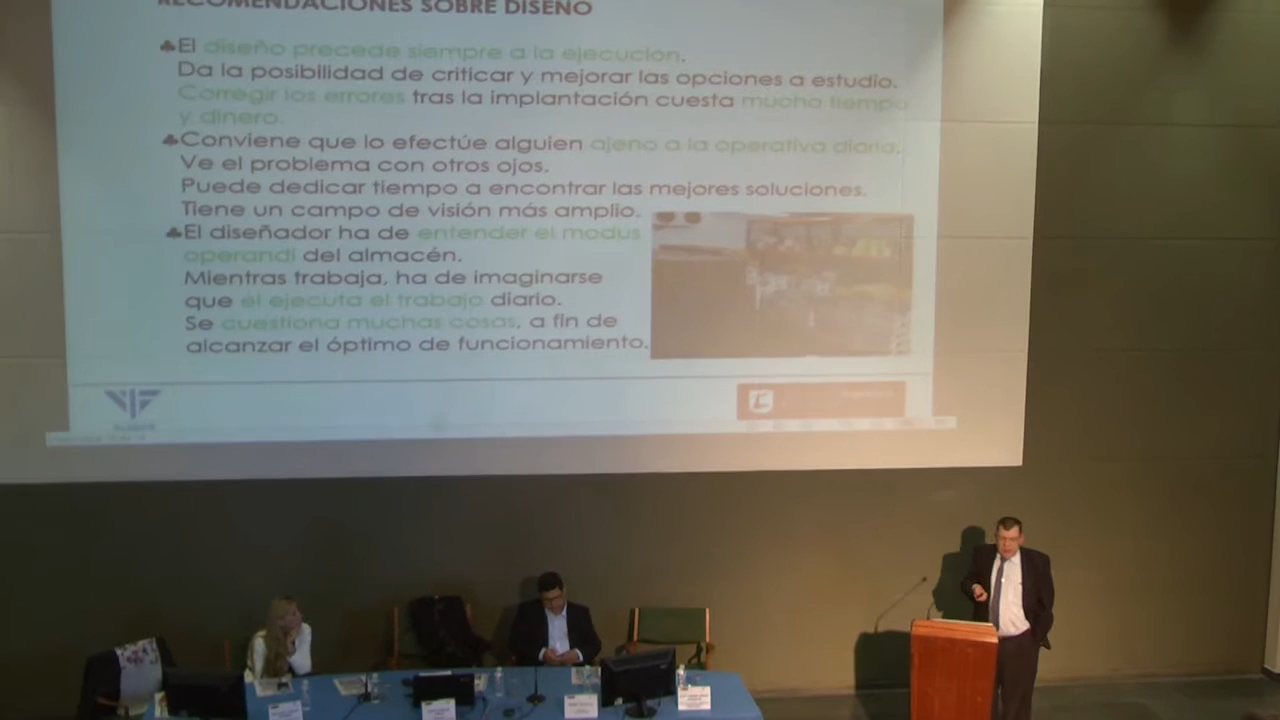 RECOMENDACIONES SOBRE DISEÑO
♣El diseño precede siempre a la ejecución.
Da la posibilidad de criticar y mejorar las opciones a estudio.
Corregir los errores tras la implantación cuesta mucho tiempo
y dinero.
♣Conviene que lo efectúe alguien ajeno a la operativa diaria.
Ve el problema con otros ojos.
Puede dedicar tiempo a encontrar las mejores soluciones.
Tiene un campo de visión más amplio.
♣El diseñador ha de entender el modus
operandi del almacén.
Mientras trabaja, ha de imaginarse
que él ejecuta el trabajo diario.
Se cuestiona muchas cosas, a fin de
alcanzar el óptimo de funcionamiento.